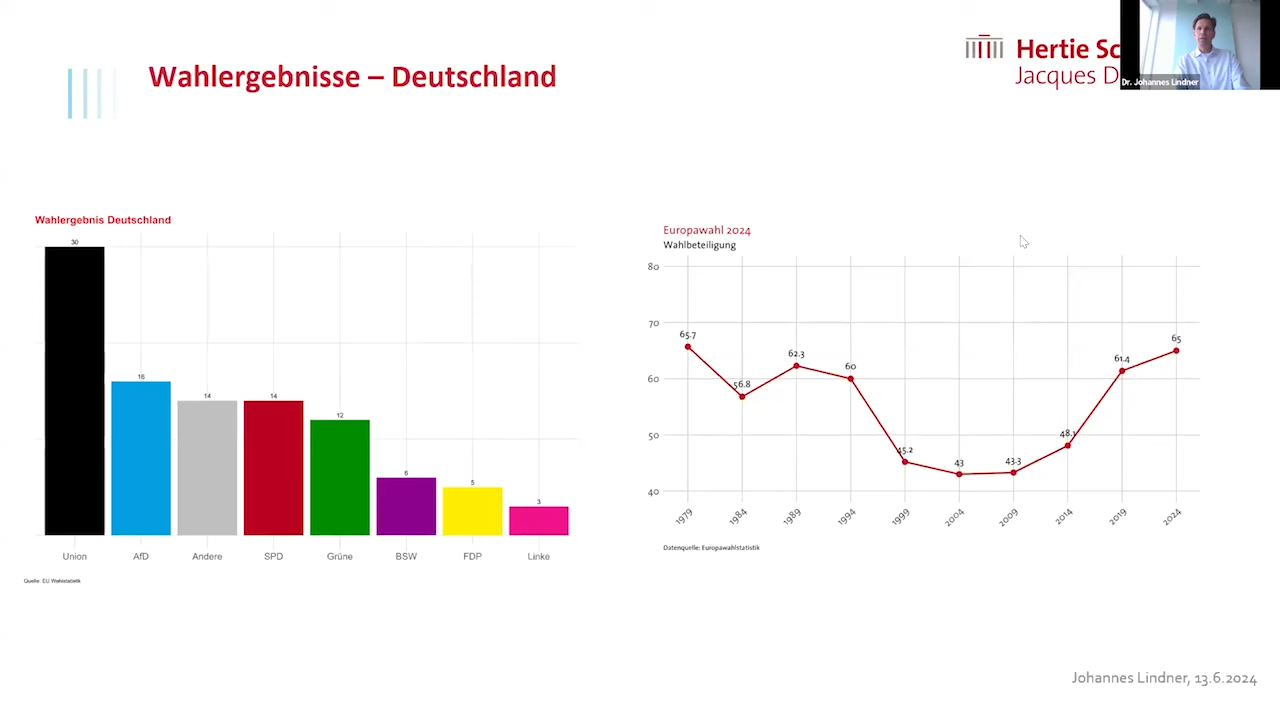 Wahlergebnisse – Deutschland
Hertie Sc
Jacques D
Dr. Johannes Lindner
Wahlergebnis Deutschland
30
16
14
14
12
6
5
3
Union AfD Andere SPD Grüne BSW FDP Linke
Quelle: EU Wahlstatistik
Europawahl 2024
Wahlbeteiligung
80
70
60
50
40
65.7
56.8
62.3
60
45.2
43
43.3
48.1
61.4
65
1979 1984 1989 1994 1999 2004 2009 2014 2019 2024
Datenquelle: Europawahlstatistik
Johannes Lindner, 13.6.2024